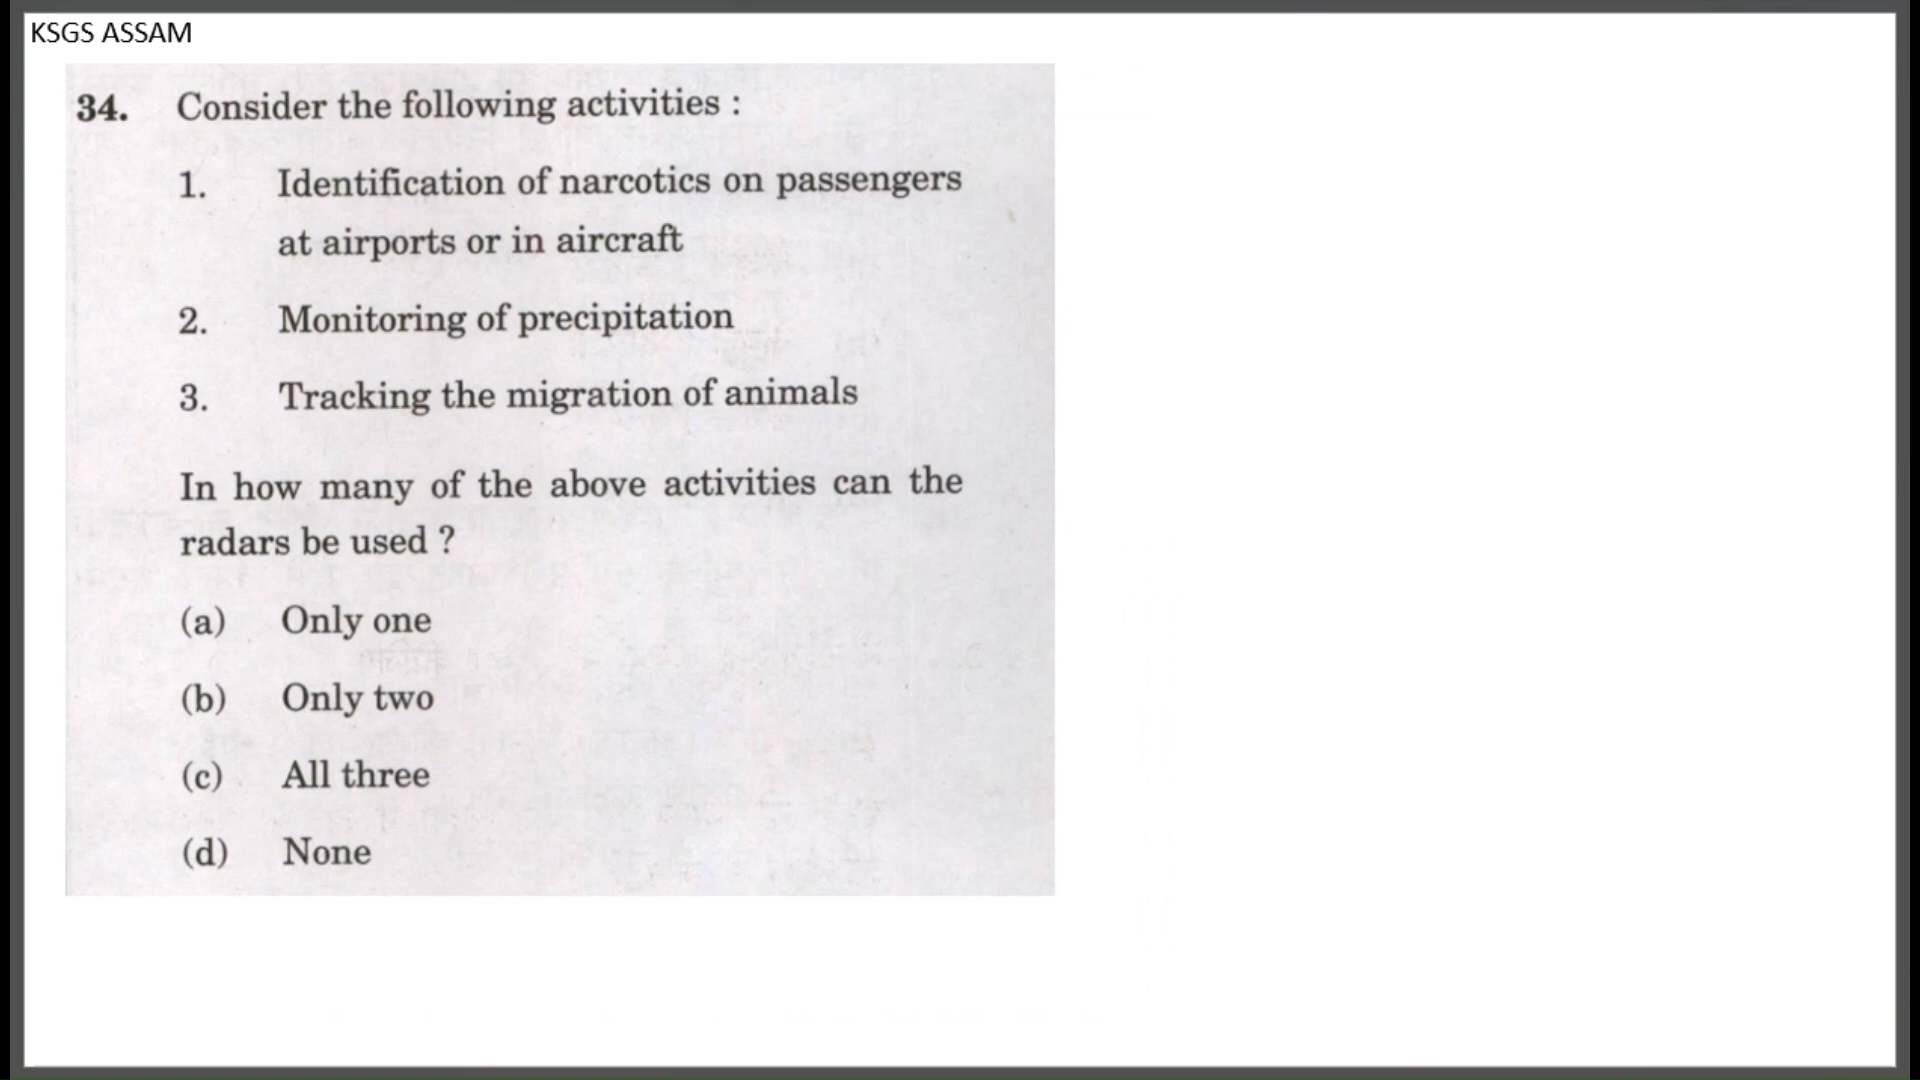 KSGS ASSAM
34. Consider the following activities :
1. Identification of narcotics on passengers
at airports or in aircraft
2. Monitoring of precipitation
3. Tracking the migration of animals
In how many of the above activities can the
radars be used ?
(a) Only one
(b) Only two
(c) All three
(d) None